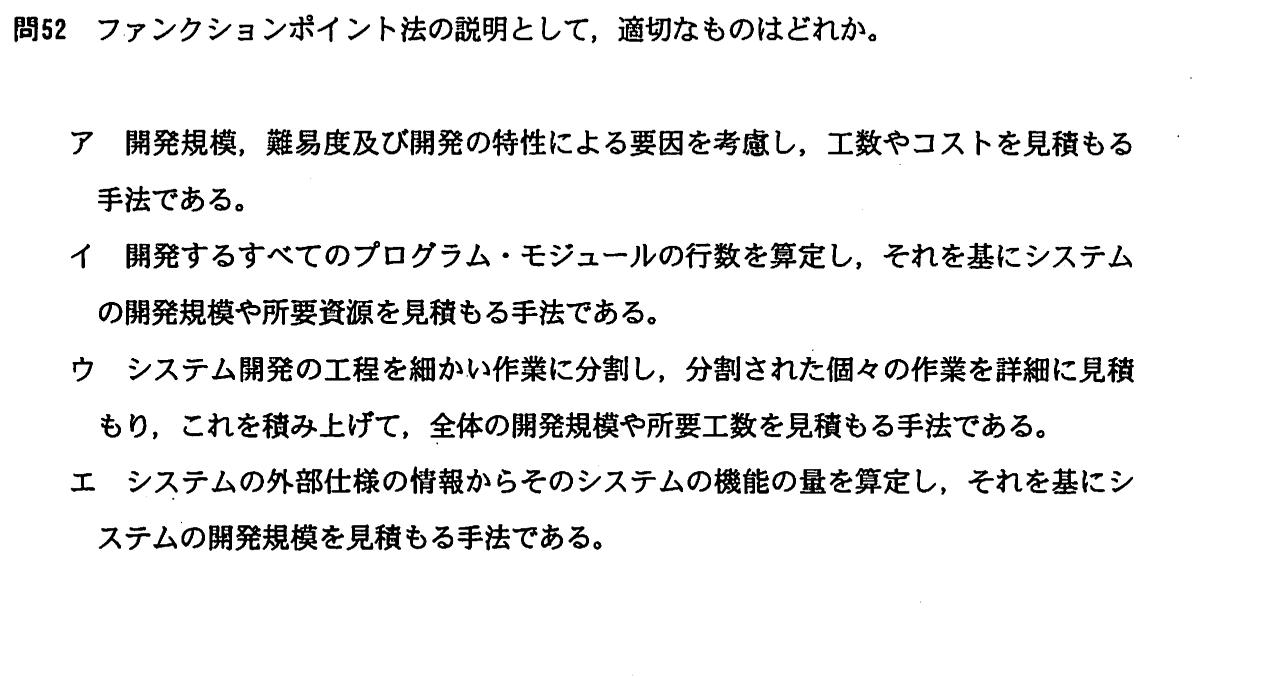 問52　ファンクションポイント法の説明として，適切なものはどれか。
ア　開発規模，難易度及び開発の特性による要因を考慮し，工数やコストを見積もる
手法である。
イ　開発するすべてのプログラム・モジュールの行数を算定し，それを基にシステム
の開発規模や所要資源を見積もる手法である。
ウ　システム開発の工程を細かい作業に分割し，分割された個々の作業を詳細に見積
もり，これを積み上げて，全体の開発規模や所要工数を見積もる手法である。
エ　システムの外部仕様の情報からそのシステムの機能の量を算定し，それを基にシ
ステムの開発規模を見積もる手法である。